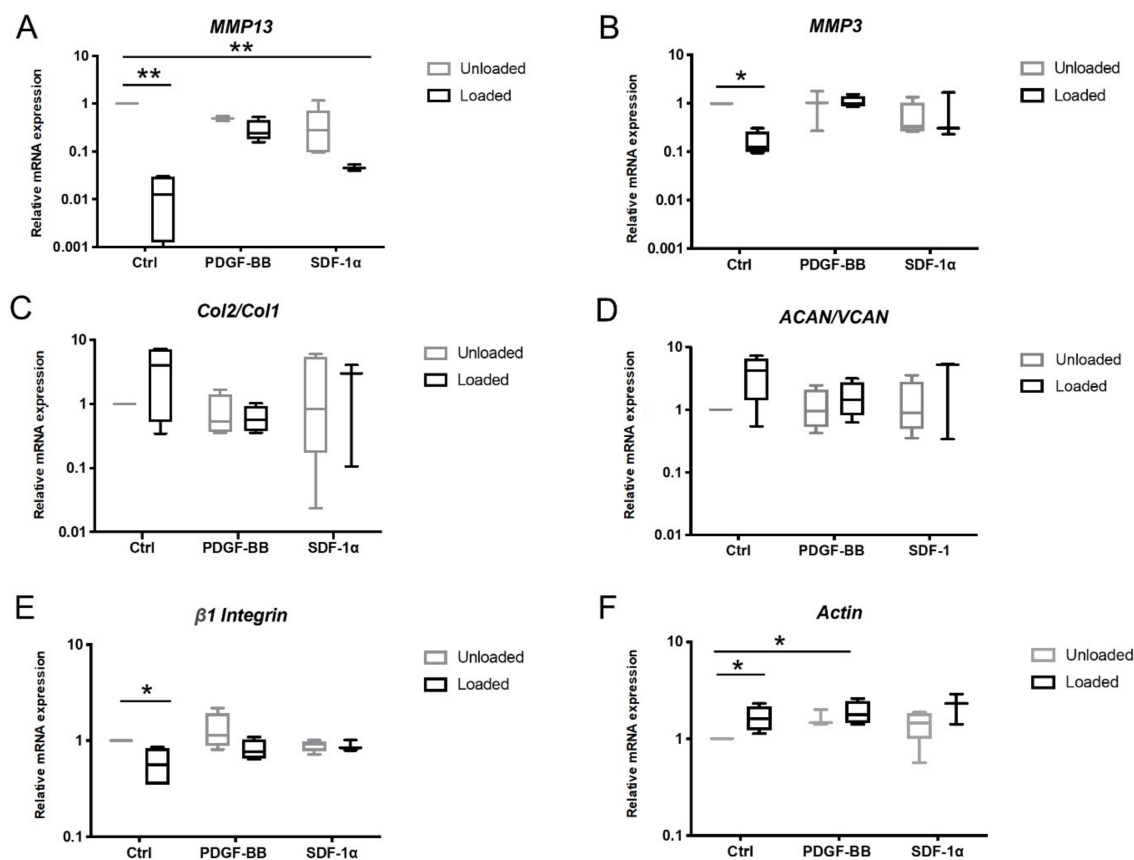 A
MMP13
Relative mRNA expression
10
1
0.1
0.01
0.001
**
**
Ctrl
PDGF-BB
SDF-1α
Unloaded
Loaded
B
MMP3
Relative mRNA expression
10
1
0.1
0.01
0.001
*
Ctrl
PDGF-BB
SDF-1α
Unloaded
Loaded
C
Col2/Col1
Relative mRNA expression
10
1
0.1
0.01
Ctrl
PDGF-BB
SDF-1α
Unloaded
Loaded
D
ACAN/VCAN
Relative mRNA expression
10
1
0.1
0.01
Ctrl
PDGF-BB
SDF-1
Unloaded
Loaded
E
β1 Integrin
Relative mRNA expression
10
1
0.1
*
Ctrl
PDGF-BB
SDF-1α
Unloaded
Loaded
F
Actin
Relative mRNA expression
10
1
0.1
*
*
Ctrl
PDGF-BB
SDF-1α
Unloaded
Loaded